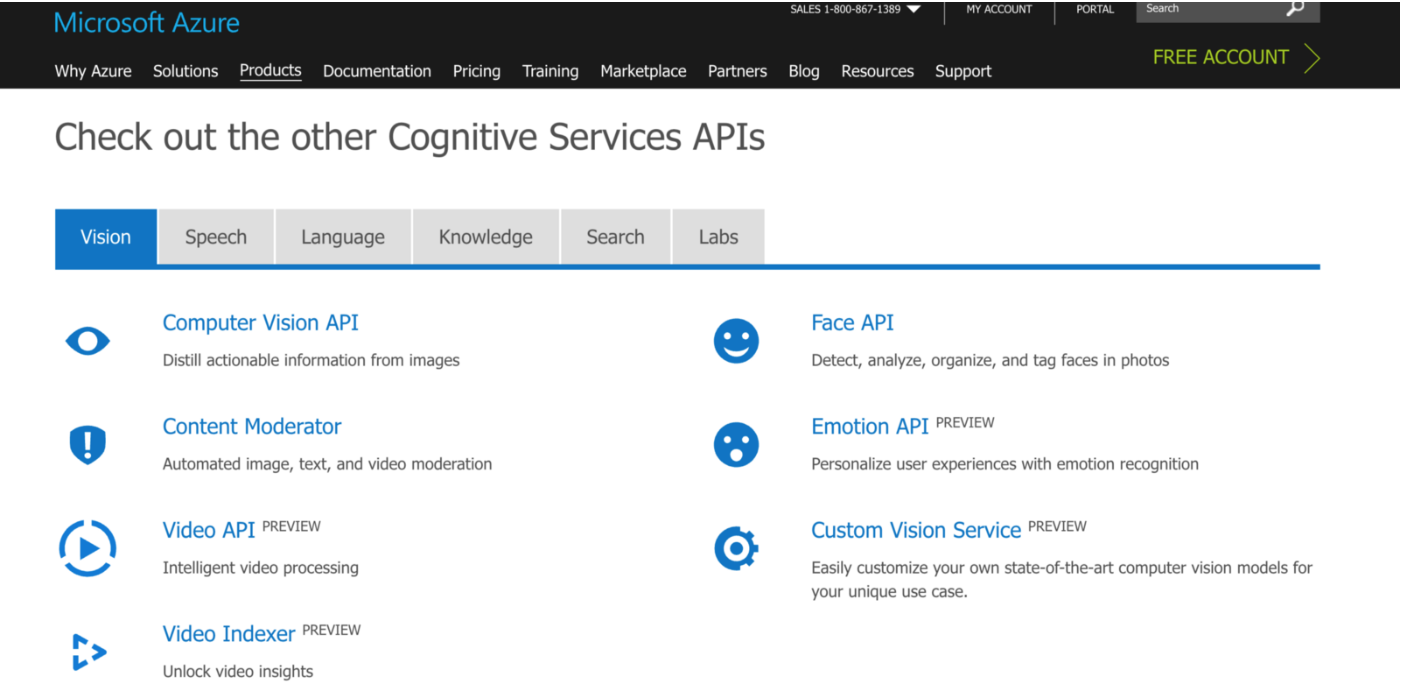 SALES 1-800-867-1389 MY ACCOUNT PORTAL Search
Microsoft Azure
FREE ACCOUNT
Why Azure Solutions Products Documentation Pricing Training Marketplace Partners Blog Resources Support
Check out the other Cognitive Services APIs
Vision Speech Language Knowledge Search Labs
Computer Vision API
Distill actionable information from images
Face API
Detect, analyze, organize, and tag faces in photos
Content Moderator
Automated image, text, and video moderation
Emotion API PREVIEW
Personalize user experiences with emotion recognition
Video API PREVIEW
Intelligent video processing
Custom Vision Service PREVIEW
Easily customize your own state-of-the-art computer vision models for
your unique use case.
Video Indexer PREVIEW
Unlock video insights